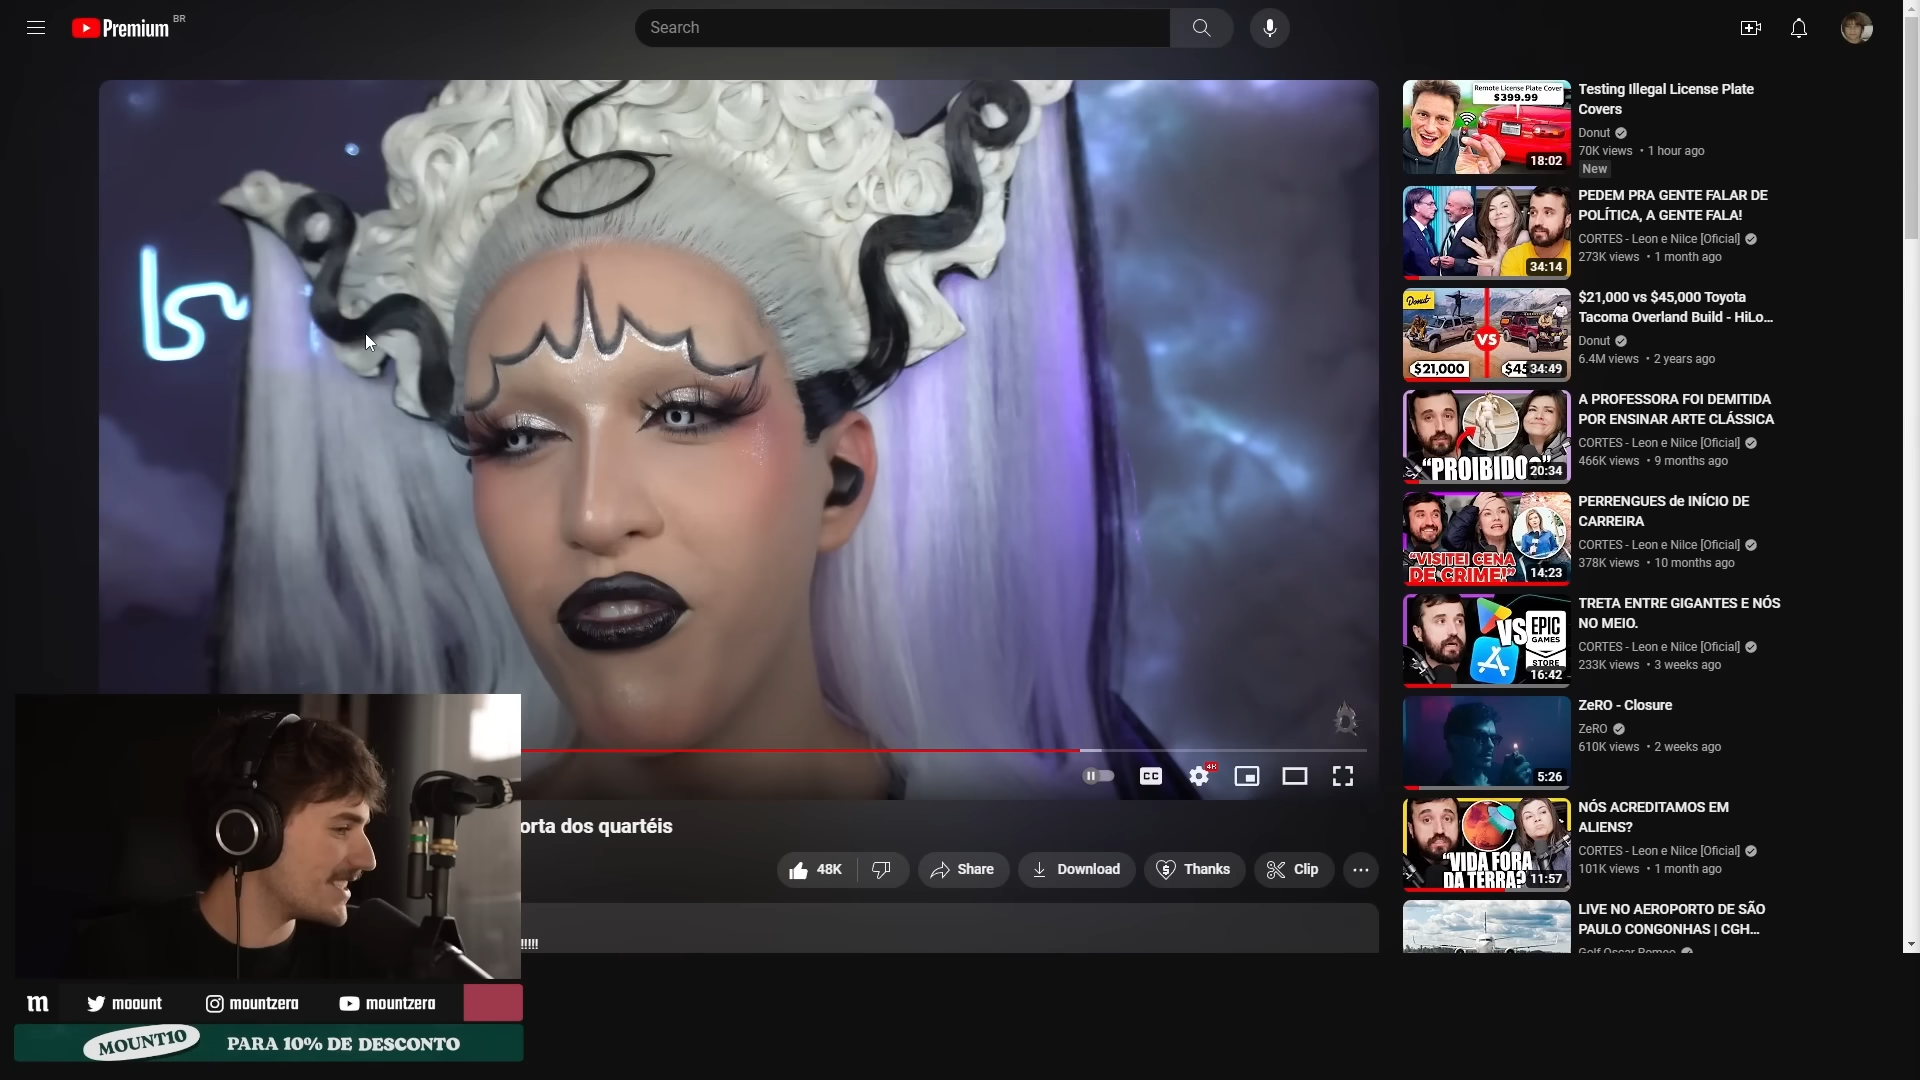 Premium BR
Search
Remote License Plate Cover
$399.99
18:02
Testing Illegal License Plate
Covers
Donut
70K views • 1 hour ago
New
34:14
PEDEM PRA GENTE FALAR DE
POLÍTICA, A GENTE FALA!
CORTES - Leon e Nilce [Oficial]
273K views • 1 month ago
Donut
VS
$21,000
$45
34:49
$21,000 vs $45,000 Toyota
Tacoma Overland Build - HiLo...
Donut
6.4M views • 2 years ago
"PROIBIDO"
20:34
A PROFESSORA FOI DEMITIDA
POR ENSINAR ARTE CLÁSSICA
CORTES - Leon e Nilce [Oficial]
466K views • 9 months ago
"VISITEI CENA
DE CRIME!"
14:23
PERRENGUES de INÍCIO DE
CARREIRA
CORTES - Leon e Nilce [Oficial]
378K views • 10 months ago
VS
EPIC
GAMES
STORE
16:42
TRETA ENTRE GIGANTES E NÓS
NO MEIO.
CORTES - Leon e Nilce [Oficial]
233K views • 3 weeks ago
5:26
ZeRO - Closure
ZeRO
610K views • 2 weeks ago
"VIDA FORA
DA TERRA?
11:57
NÓS ACREDITAMOS EM
ALIENS?
CORTES - Leon e Nilce [Oficial]
101K views • 1 month ago
LIVE NO AEROPORTO DE SÃO
PAULO CONGONHAS | CGH...
Golf Oscar Romeo
CC
4K
orta dos quartéis
48K
Share
Download
Thanks
Clip
!!!!!
m
moount
mountzera
mountzera
MOUNT10
PARA 10% DE DESCONTO